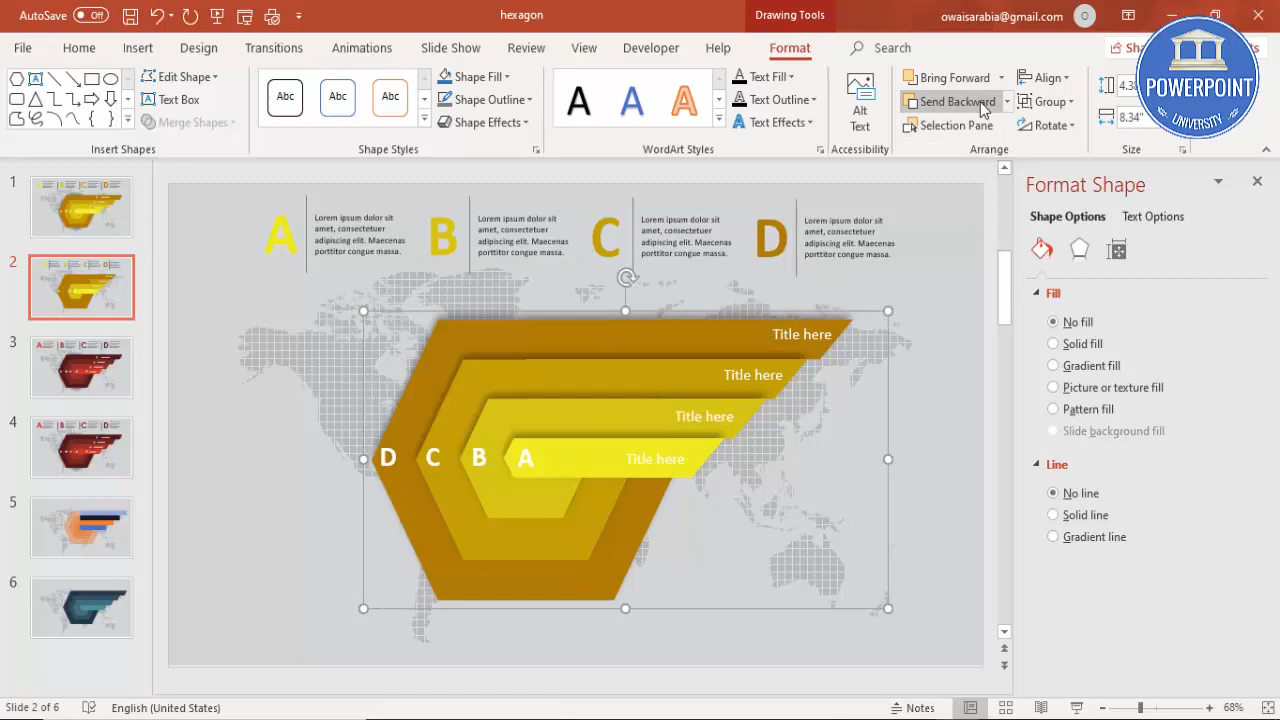 AutoSave Off
hexagon
Drawing Tools
owaisarabia@gmail.com
O
File Home Insert Design Transitions Animations Slide Show Review View Developer Help Format Search
Abc Abc Abc
Edit Shape
Text Box
Merge Shapes
Shape Fill
Shape Outline
Shape Effects
A A A
Text Fill
Text Outline
Text Effects
Alt
Text
Bring Forward
Send Backward
Selection Pane
Align
Group
Rotate
8.34"
POWERPOINT
UNIVERSITY
Insert Shapes
Shape Styles
WordArt Styles
Accessibility
Arrange
Size
1
2
3
4
5
6
A
Lorem ipsum dolor sit
amet, consectetuer
adipiscing elit. Maecenas
porttitor congue massa.
B
Lorem ipsum dolor sit
amet, consectetuer
adipiscing elit. Maecenas
porttitor congue massa.
C
Lorem ipsum dolor sit
amet, consectetuer
adipiscing elit. Maecenas
porttitor congue massa.
D
Lorem ipsum dolor sit
amet, consectetuer
adipiscing elit. Maecenas
porttitor congue massa.
Title here
Title here
Title here
D C B A Title here
Format Shape
Shape Options Text Options
Fill
No fill
Solid fill
Gradient fill
Picture or texture fill
Pattern fill
Slide background fill
Line
No line
Solid line
Gradient line
Slide 2 of 6
English (United States)
Notes
68%